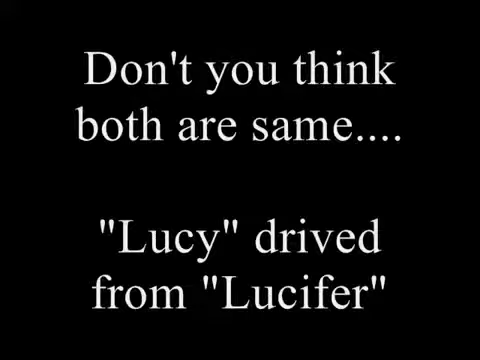 Don't you think
both are same....
"Lucy" drived
from "Lucifer"